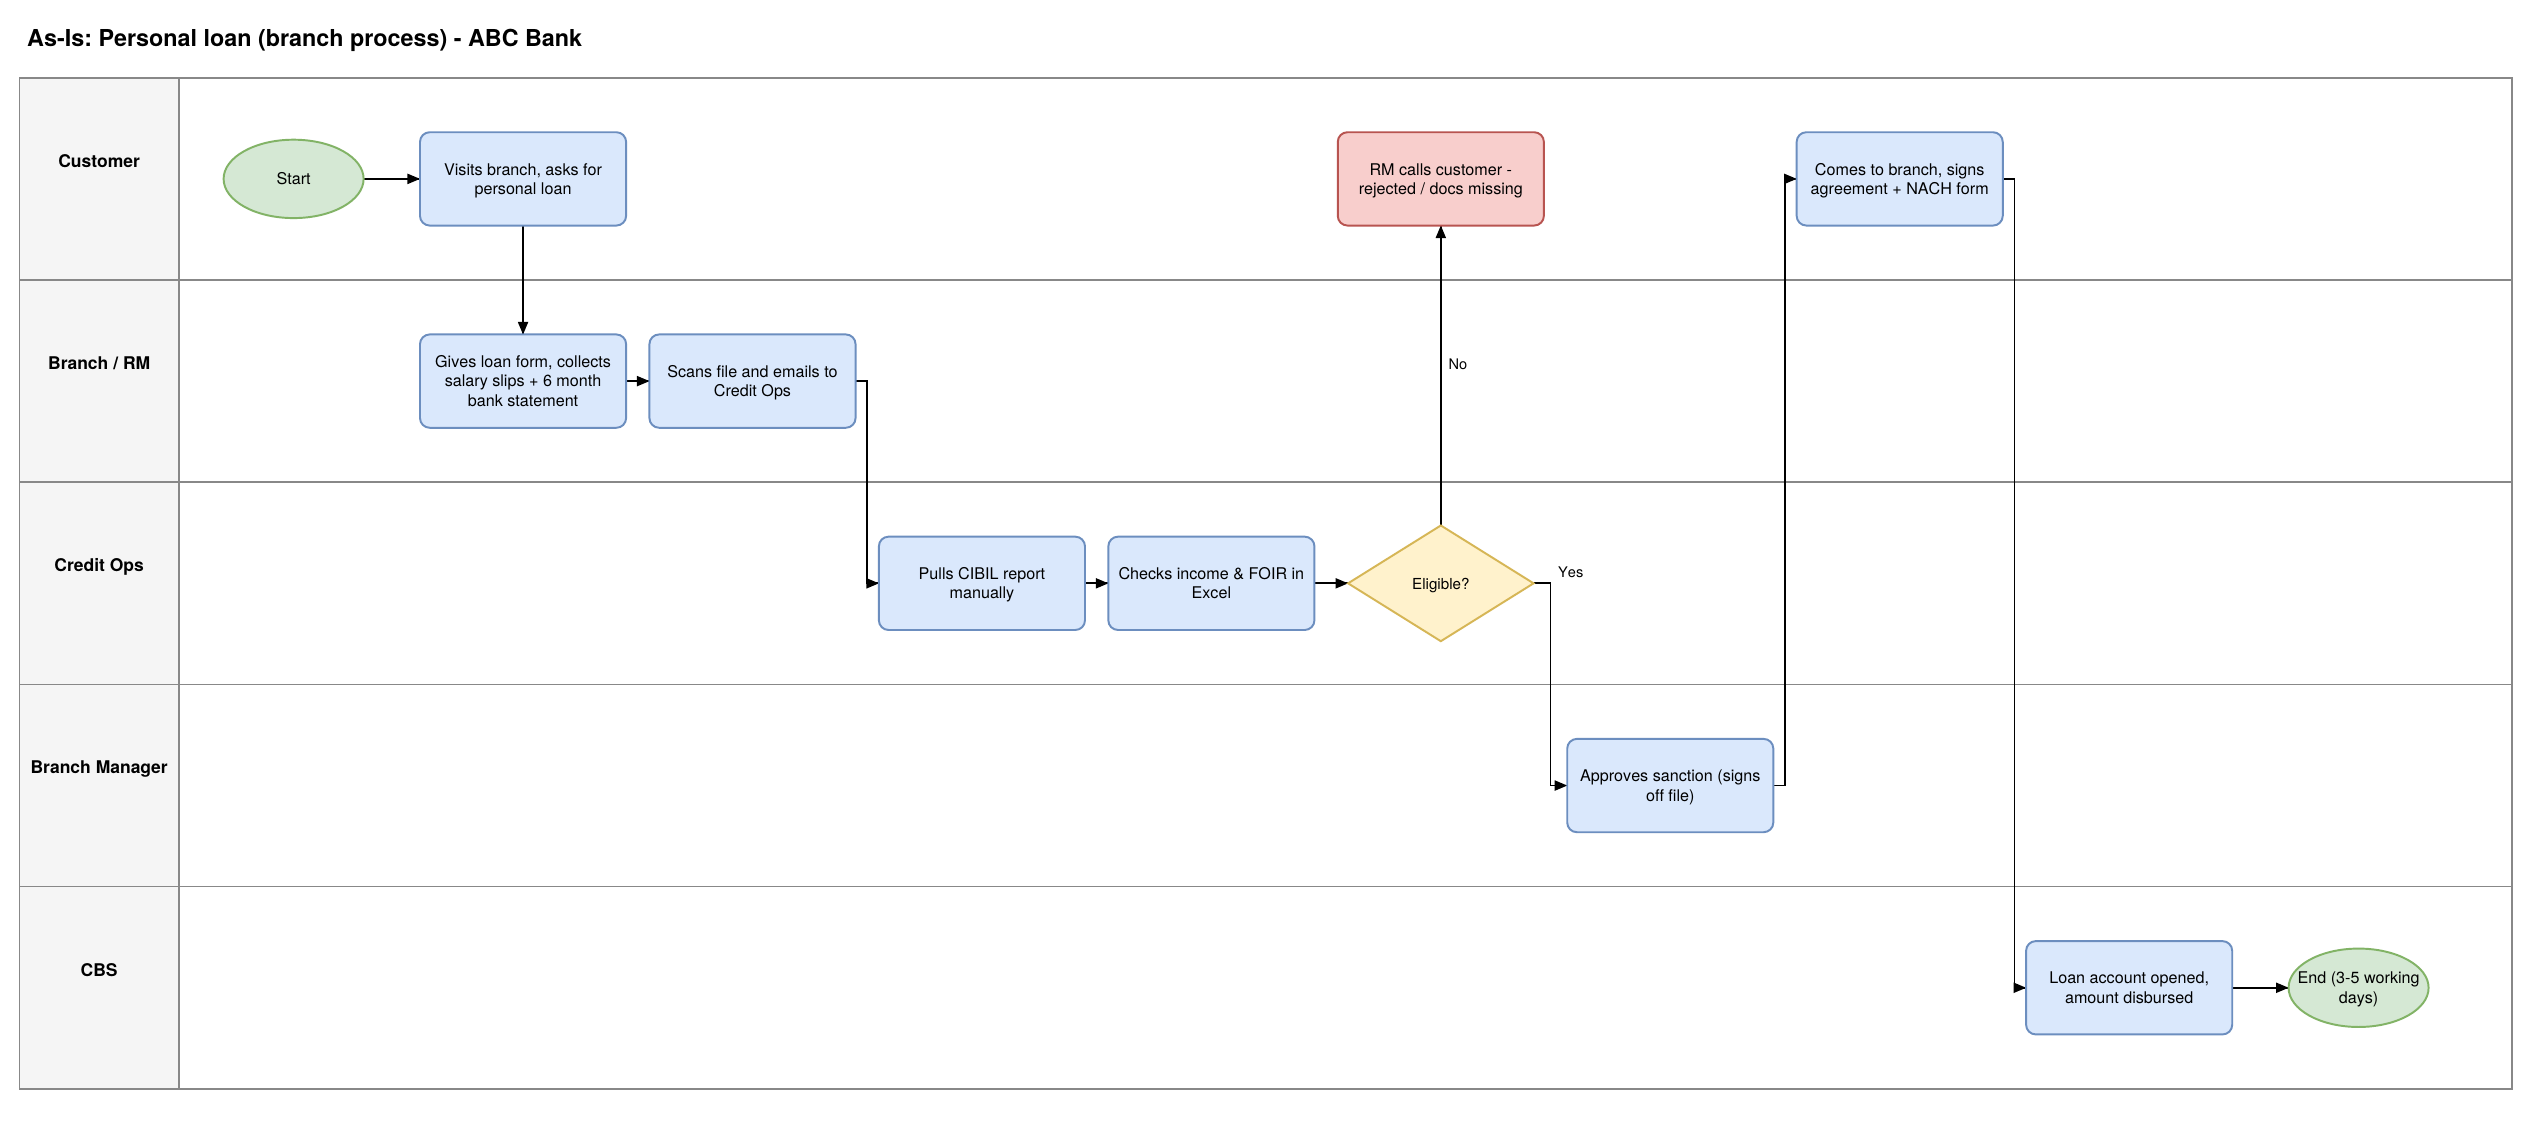 As-Is: Personal loan (branch process) - ABC Bank
Customer
Start
Visits branch, asks for
personal loan
RM calls customer -
rejected / docs missing
Comes to branch, signs
agreement + NACH form
Branch / RM
Gives loan form, collects
salary slips + 6 month
bank statement
Scans file and emails to
Credit Ops
No
Credit Ops
Pulls CIBIL report
manually
Checks income & FOIR in
Excel
Eligible?
Yes
Branch Manager
Approves sanction (signs
off file)
CBS
Loan account opened,
amount disbursed
End (3-5 working
days)